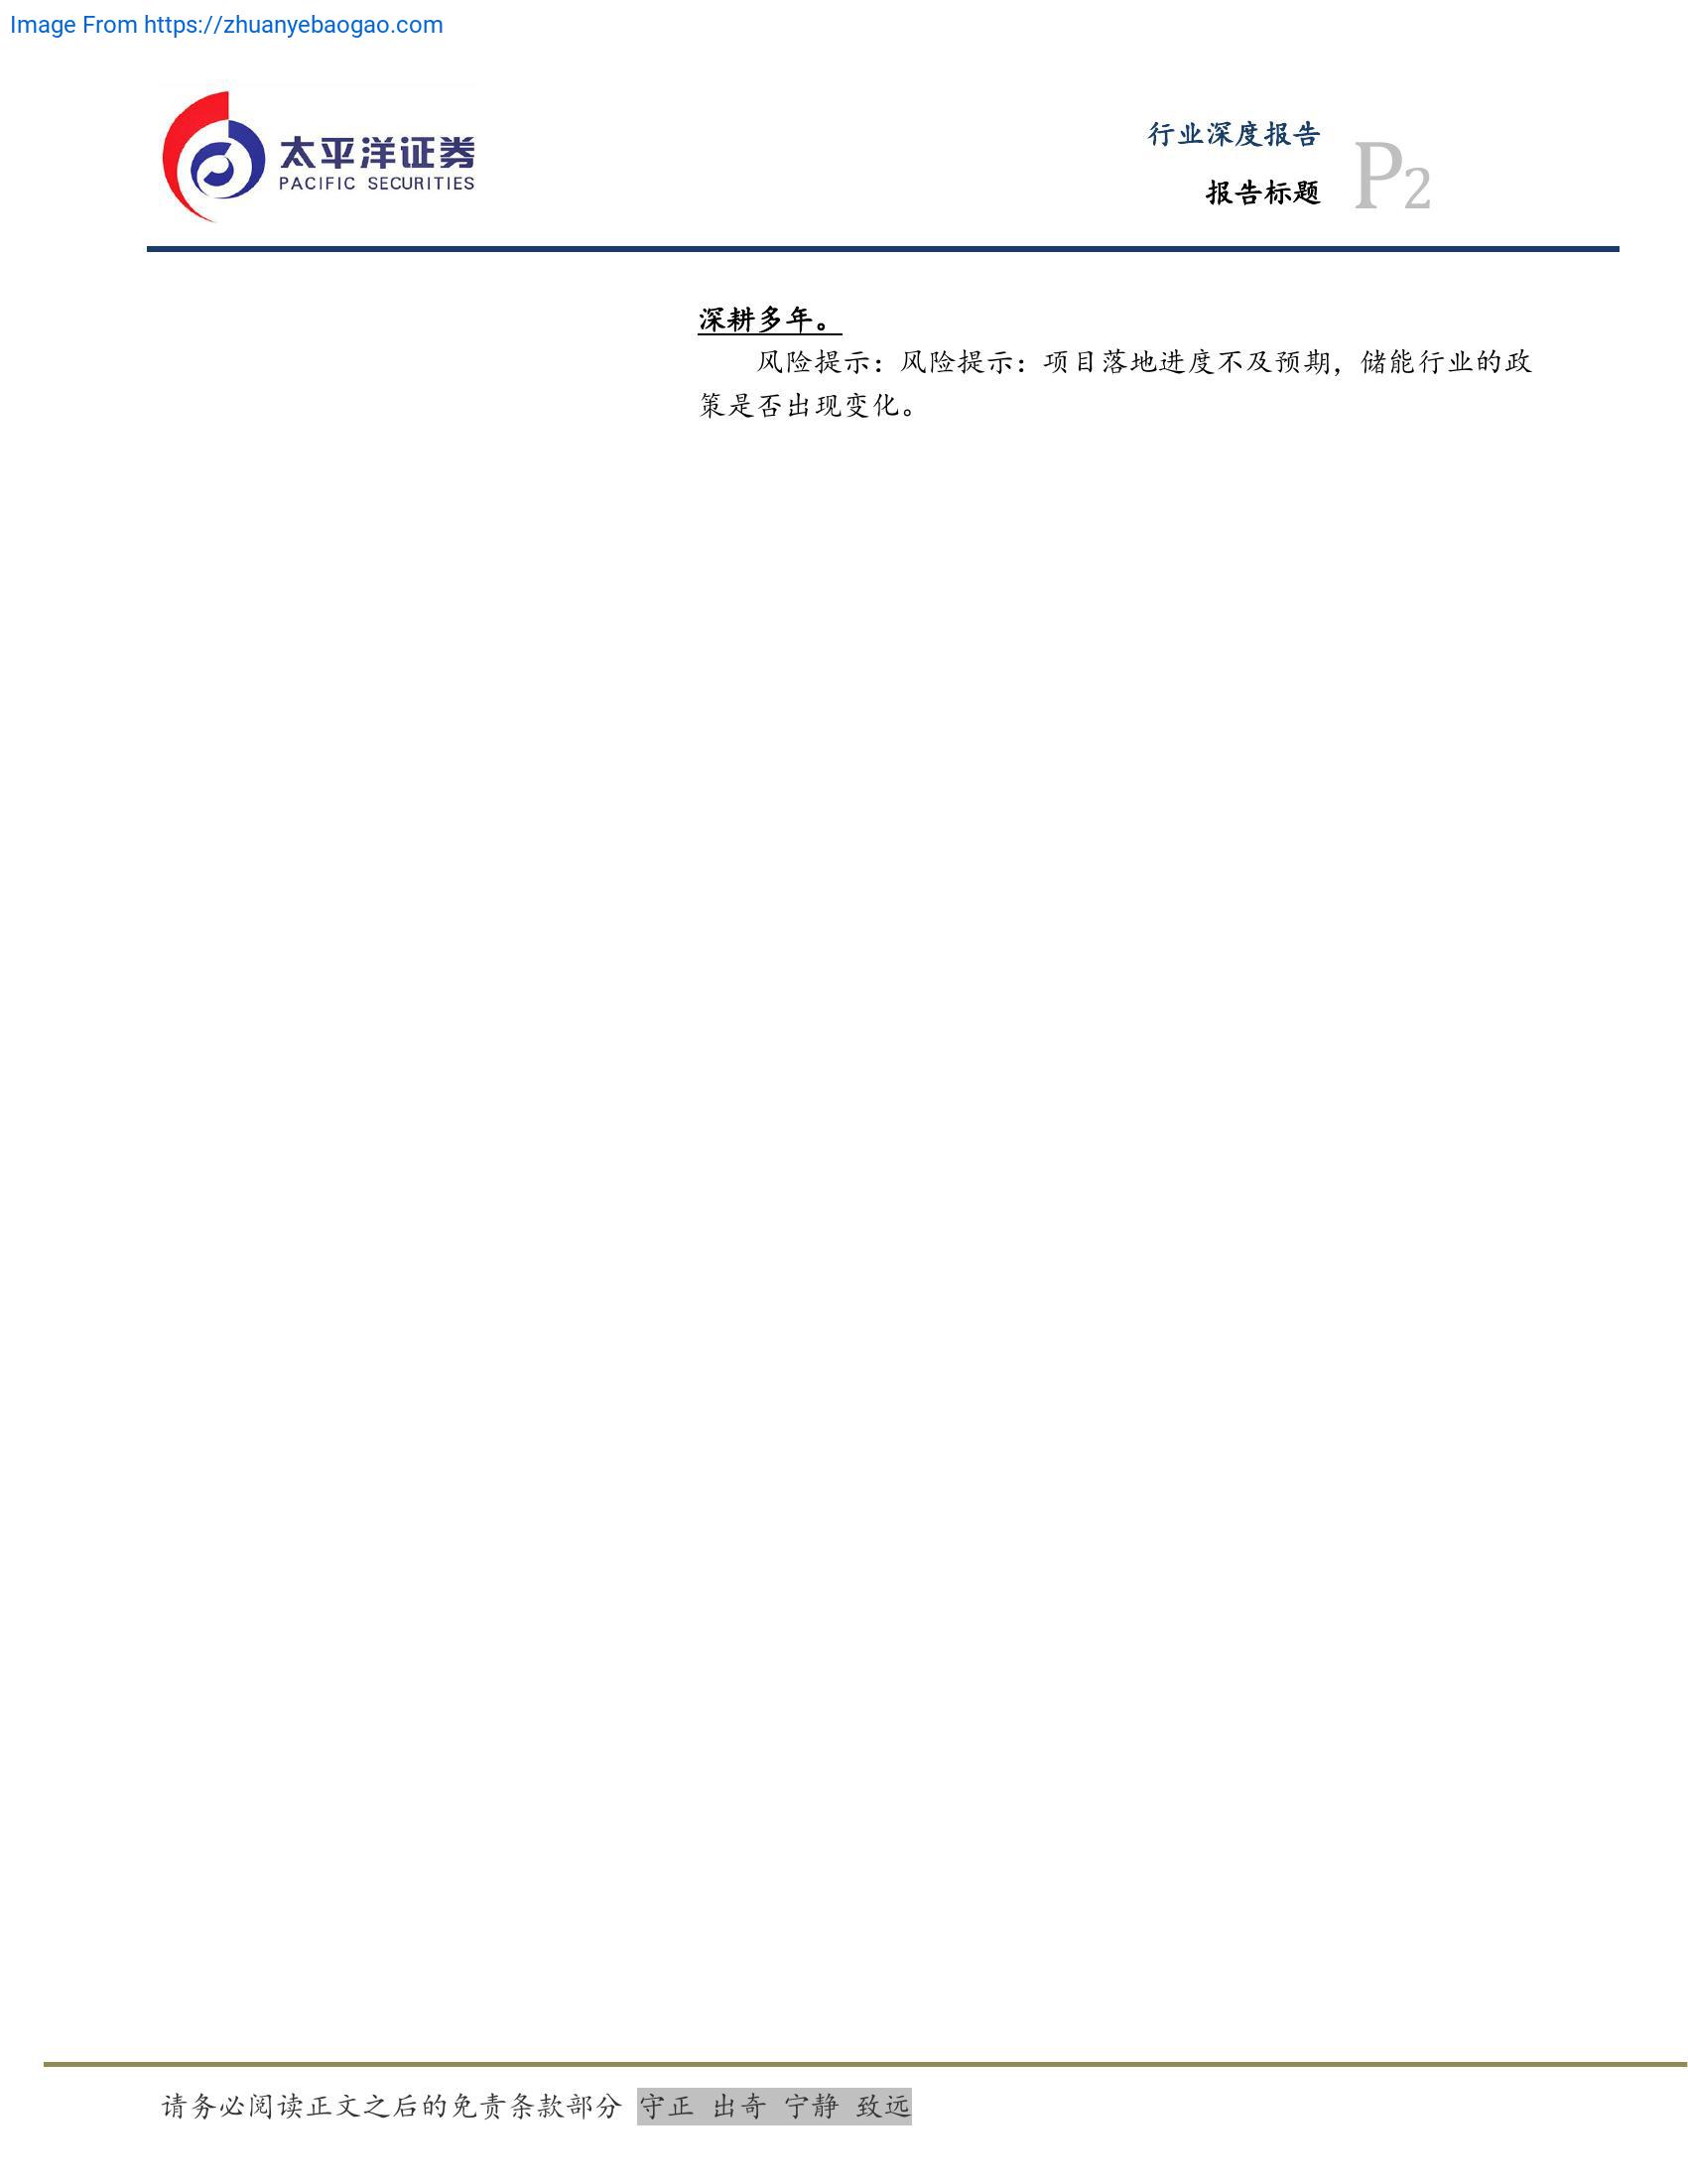 Image From https://zhuanyebaogao.com
太平洋证券
PACIFIC SECURITIES
行业深度报告
报告标题
P2
深耕多年。
风险提示：风险提示：项目落地进度不及预期，储能行业的政
策是否出现变化。
请务必阅读正文之后的免责条款部分 守正 出奇 宁静 致远